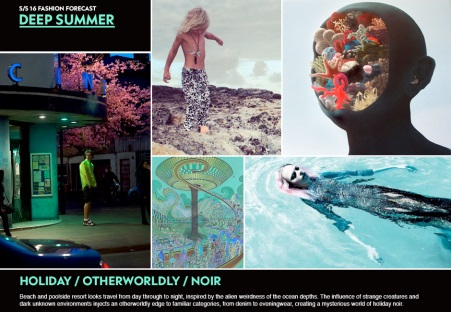 S/S 16 FASHION FORECAST
DEEP SUMMER
HOLIDAY / OTHERWORLDLY / NOIR
Beach and poolside resort looks travel from day through to night, inspired by the alien weirdness of the ocean depths. The influence of strange creatures and
dark unknown environments injects an otherworldly edge to familiar categories, from denim to eveningwear, creating a mysterious world of holiday noir.